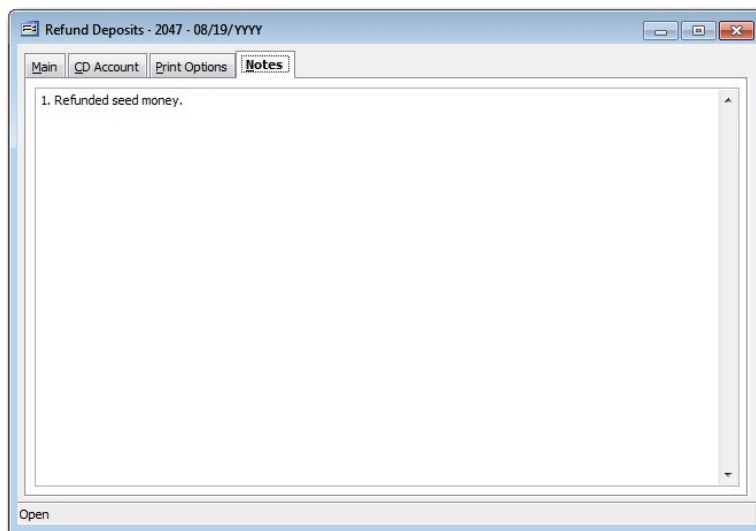 Refund Deposits - 2047 - 08/19/YYYY
Main CD Account Print Options Notes
1. Refunded seed money.
Open